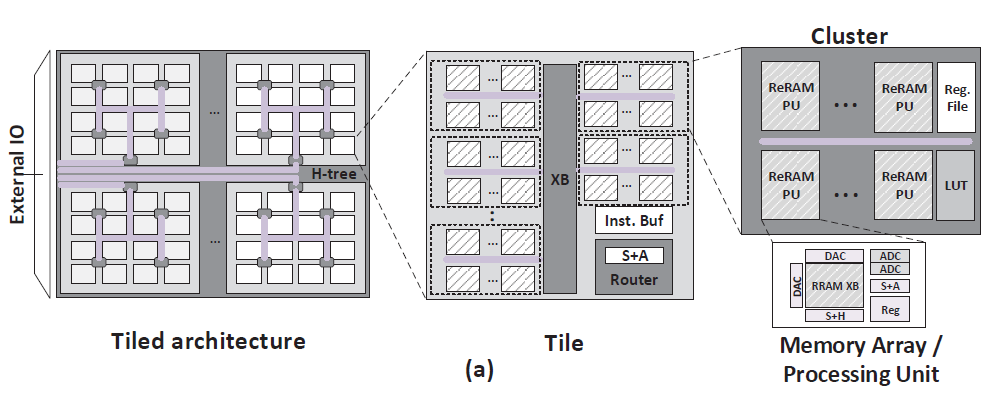 External IO
...
...
H-tree
Tiled architecture
...
...
...
...
XB
...
...
...
...
...
...
Inst. Buf
S+A
Router
Tile
(a)
Cluster
ReRAM
PU
...
ReRAM
PU
Reg.
File
ReRAM
PU
...
ReRAM
PU
LUT
DAC
DAC
RRAM XB
S+H
ADC
ADC
S+A
Reg
Memory Array /
Processing Unit